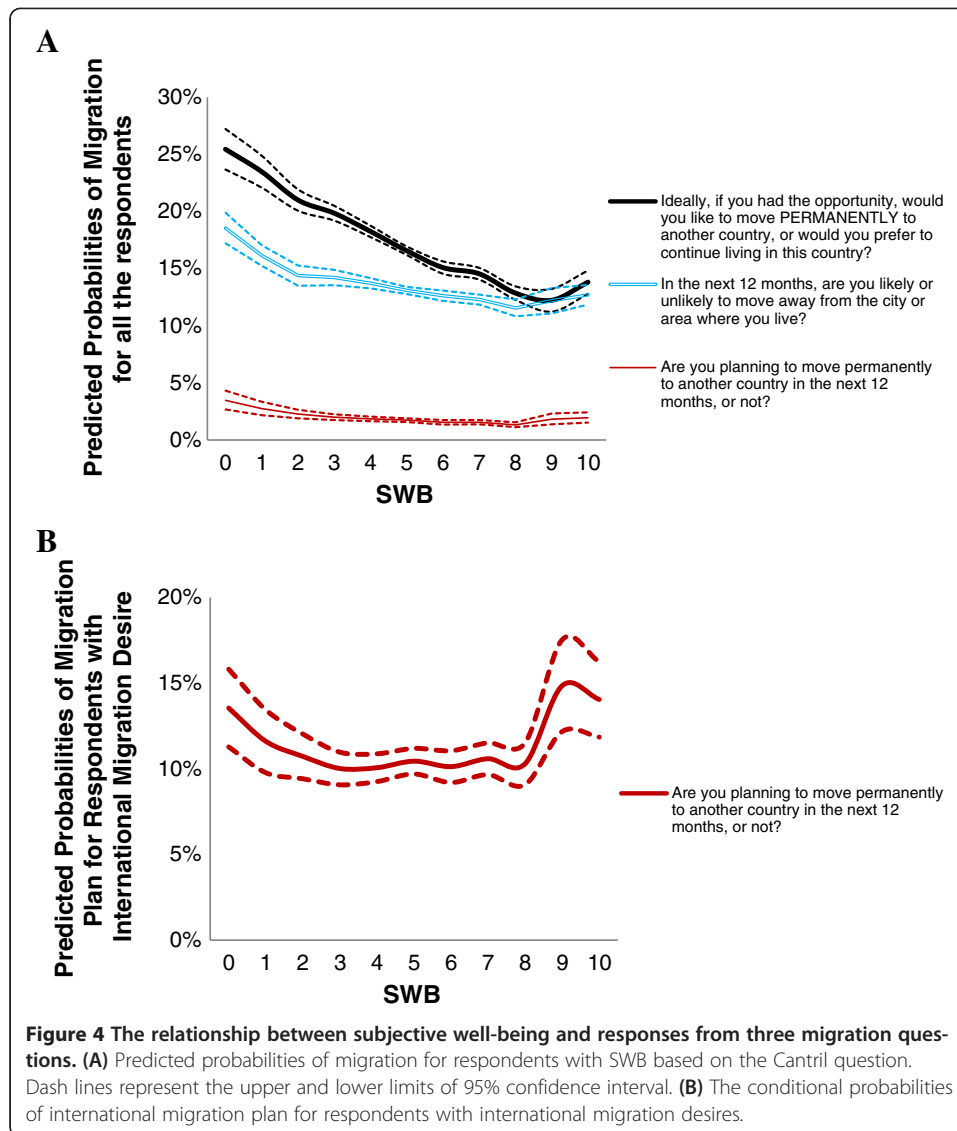 A
Predicted Probabilities of Migration
for all the respondents
30%
25%
20%
15%
10%
5%
0%
0 1 2 3 4 5 6 7 8 9 10
SWB
Ideally, if you had the opportunity, would
you like to move PERMANENTLY to
another country, or would you prefer to
continue living in this country?
In the next 12 months, are you likely or
unlikely to move away from the city or
area where you live?
Are you planning to move permanently
to another country in the next 12
months, or not?
B
Predicted Probabilities of Migration
Plan for Respondents with
International Migration Desire
20%
15%
10%
5%
0%
0 1 2 3 4 5 6 7 8 9 10
SWB
Are you planning to move permanently
to another country in the next 12
months, or not?
Figure 4 The relationship between subjective well-being and responses from three migration ques-
tions. (A) Predicted probabilities of migration for respondents with SWB based on the Cantril question.
Dash lines represent the upper and lower limits of 95% confidence interval. (B) The conditional probabilities
of international migration plan for respondents with international migration desires.